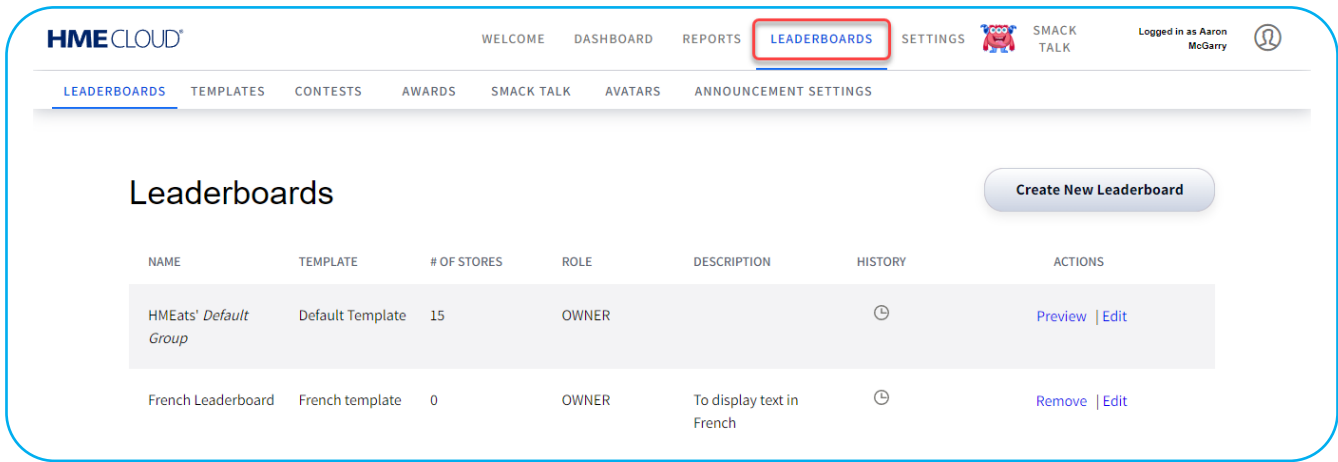 HME CLOUD®
WELCOME DASHBOARD REPORTS LEADERBOARDS SETTINGS SMACK TALK Logged in as Aaron McGarry
LEADERBOARDS TEMPLATES CONTESTS AWARDS SMACK TALK AVATARS ANNOUNCEMENT SETTINGS
Leaderboards
Create New Leaderboard
NAME TEMPLATE # OF STORES ROLE DESCRIPTION HISTORY ACTIONS
HMEats' Default Default Template 15 OWNER Preview | Edit
Group
French Leaderboard French template 0 OWNER To display text in Remove | Edit
French